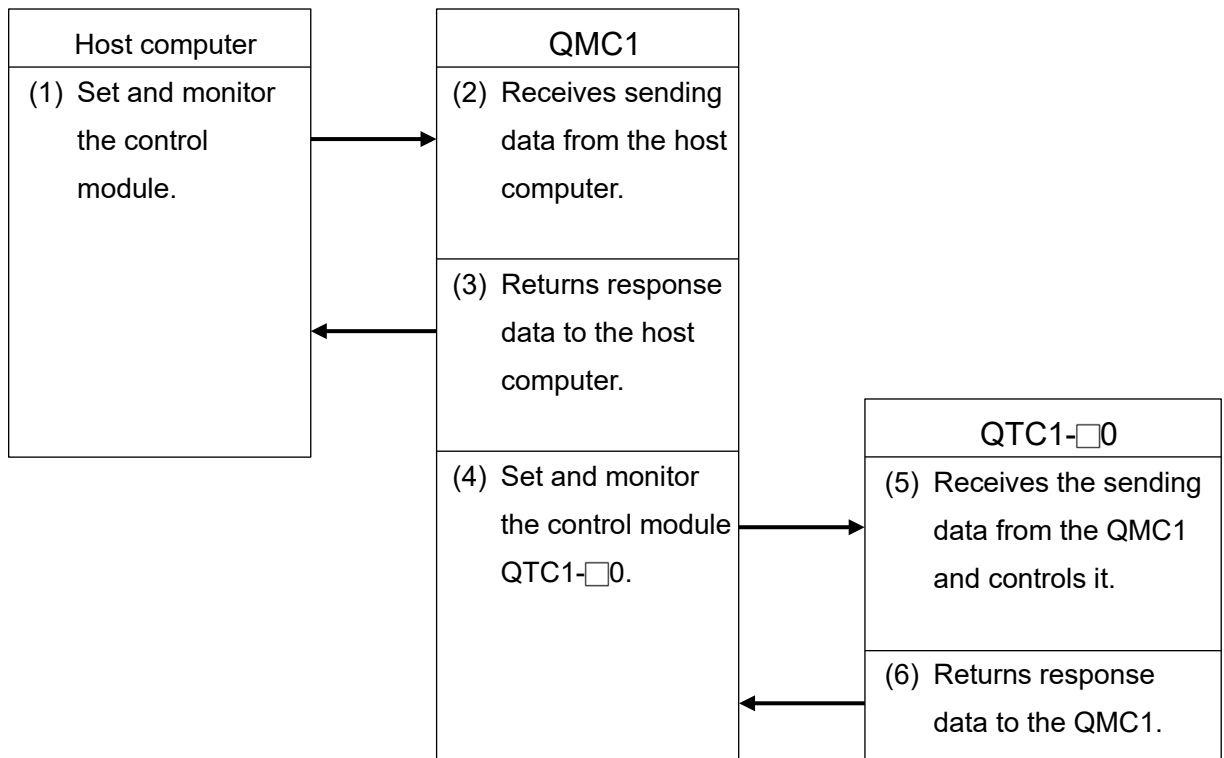 Host computer
(1) Set and monitor
the control
module.
QMC1
(2) Receives sending
data from the host
computer.
(3) Returns response
data to the host
computer.
(4) Set and monitor
the control module
QTC1-□0.
QTC1-□0
(5) Receives the sending
data from the QMC1
and controls it.
(6) Returns response
data to the QMC1.